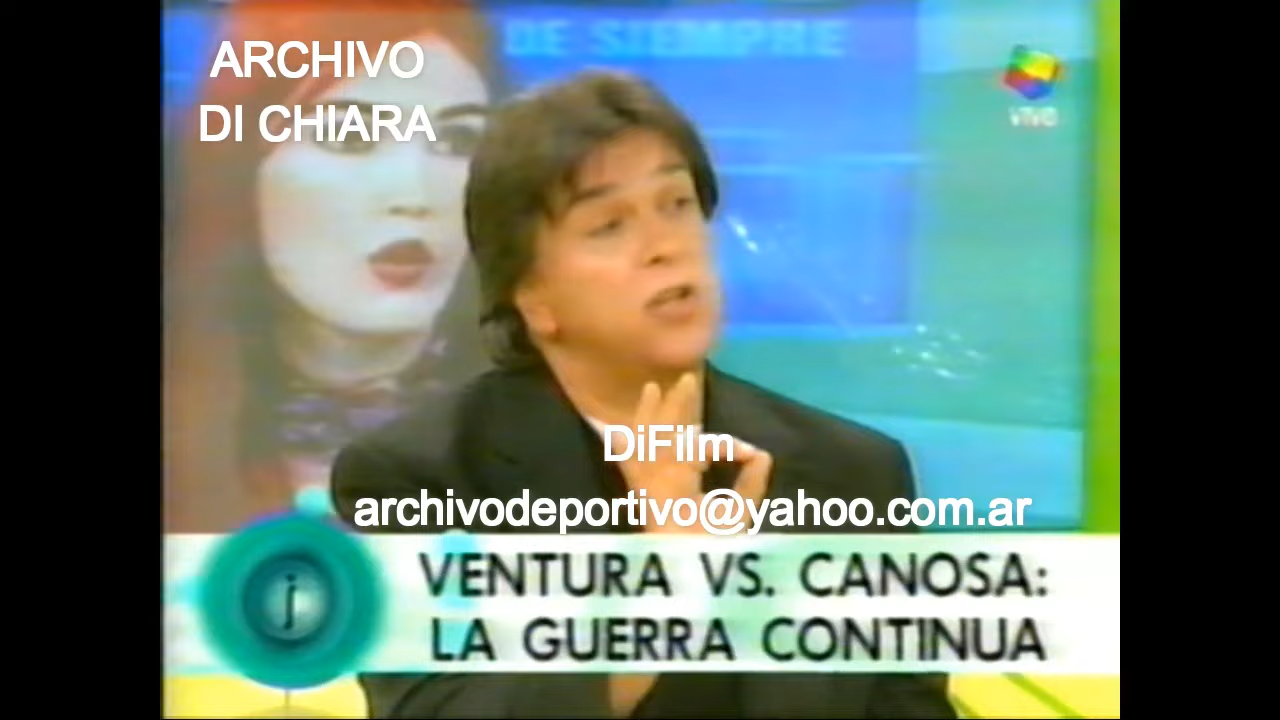 ARCHIVO
DI CHIARA
DE SIEMPRE
vivo
DiFilm
archivodeportivo@yahoo.com.ar
j
VENTURA VS. CANOSA:
LA GUERRA CONTINUA